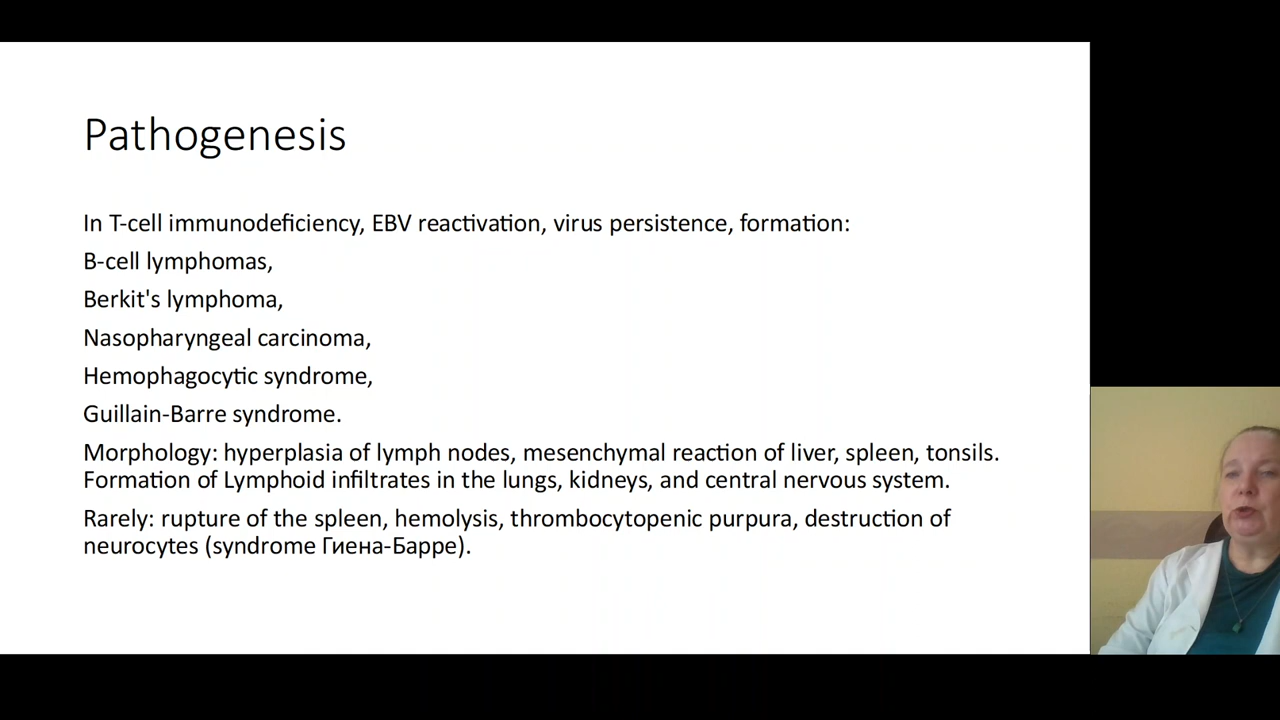 Pathogenesis
In T-cell immunodeficiency, EBV reactivation, virus persistence, formation:
B-cell lymphomas,
Berkit's lymphoma,
Nasopharyngeal carcinoma,
Hemophagocytic syndrome,
Guillain-Barre syndrome.
Morphology: hyperplasia of lymph nodes, mesenchymal reaction of liver, spleen, tonsils.
Formation of Lymphoid infiltrates in the lungs, kidneys, and central nervous system.
Rarely: rupture of the spleen, hemolysis, thrombocytopenic purpura, destruction of
neurocytes (syndrome Гиена-Барре).